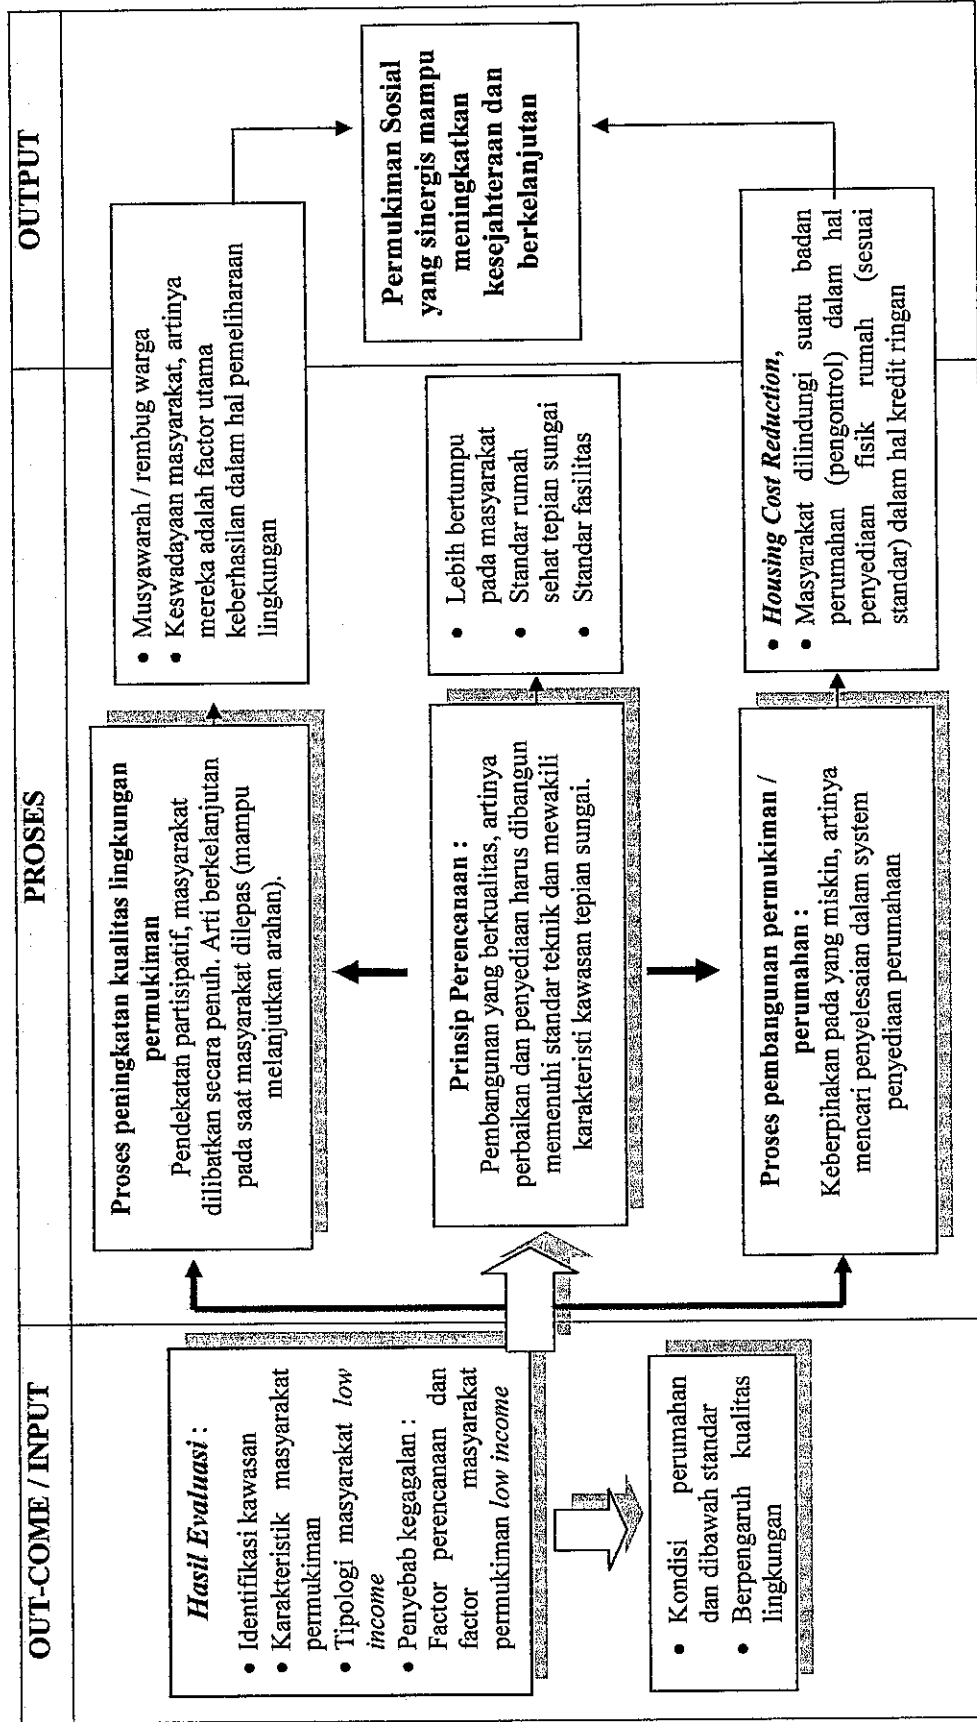 OUT-COME / INPUT
PROSES
OUTPUT
Hasil Evaluasi :
• Identifikasi kawasan
• Karakteristik masyarakat
permukiman
• Tipologi masyarakat low
income
• Penyebab kegagalan :
Factor perencanaan dan
factor masyarakat
permukiman low income
• Kondisi perumahan
dan dibawah standar
• Berpengaruh kualitas
lingkungan
Proses peningkatan kualitas lingkungan
permukiman
Pendekatan partisipatif, masyarakat
dilibatkan secara penuh. Arti berkelanjutan
pada saat masyarakat dilepas (mampu
melanjutkan arahan).
Prinsip Perencanaan :
Pembangunan yang berkualitas, artinya
perbaikan dan penyediaan harus dibangun
memenuhi standar teknik dan mewakili
karakteristi kawasan tepian sungai.
Proses pembangunan permukiman /
perumahan :
Keberpihakan pada yang miskin, artinya
mencari penyelesaian dalam system
penyediaan perumahaan
• Musyawarah / rembug warga
• Keswadayaan masyarakat, artinya
mereka adalah factor utama
keberhasilan dalam hal pemeliharaan
lingkungan
• Lebih bertumpu
pada masyarakat
• Standar rumah
sehat tepian sungai
• Standar fasilitas
• Housing Cost Reduction,
• Masyarakat dilindungi suatu badan
perumahan (pengontrol) dalam hal
penyediaan fisik rumah (sesuai
standar) dalam hal kredit ringan
Permukiman Sosial
yang sinergis mampu
meningkatkan
kesejahteraan dan
berkelanjutan